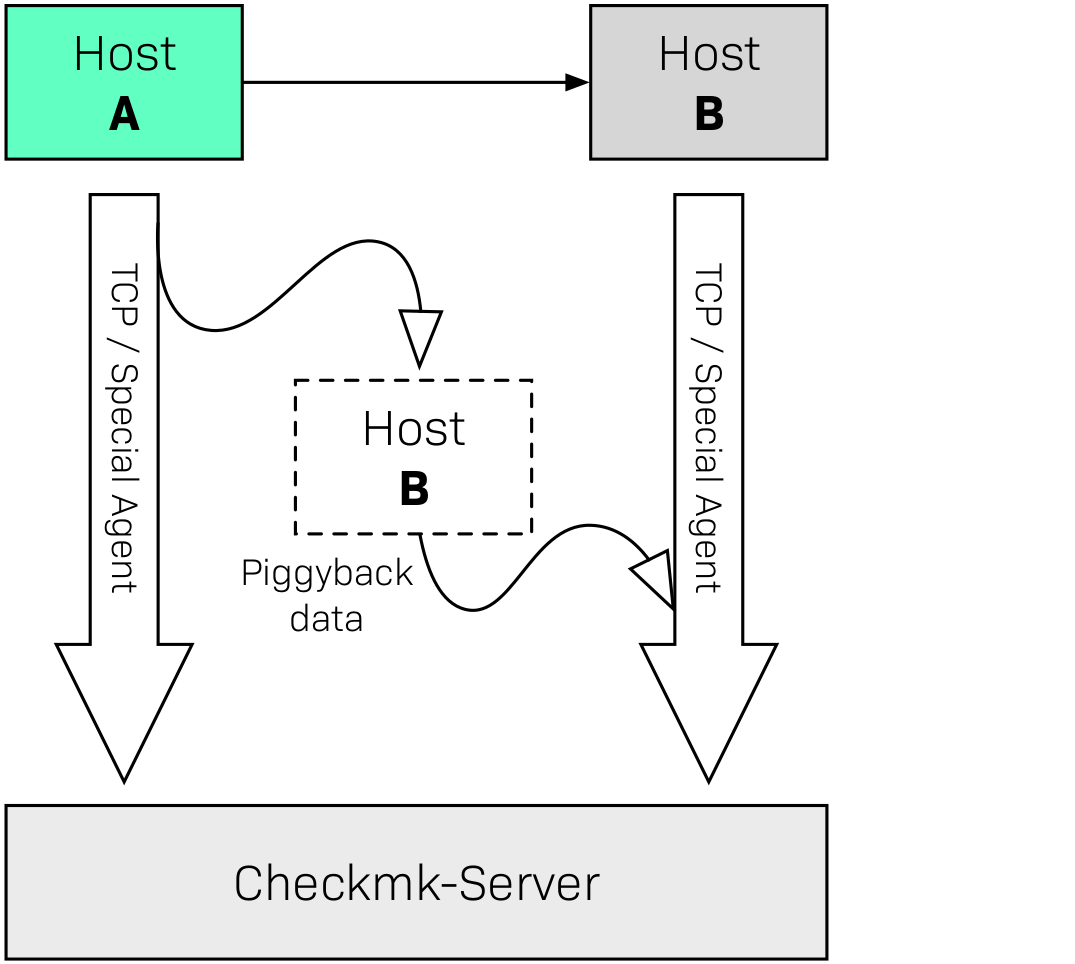 Host
A
Host
B
TCP / Special Agent
Host
B
Piggyback
data
TCP / Special Agent
Checkmk-Server